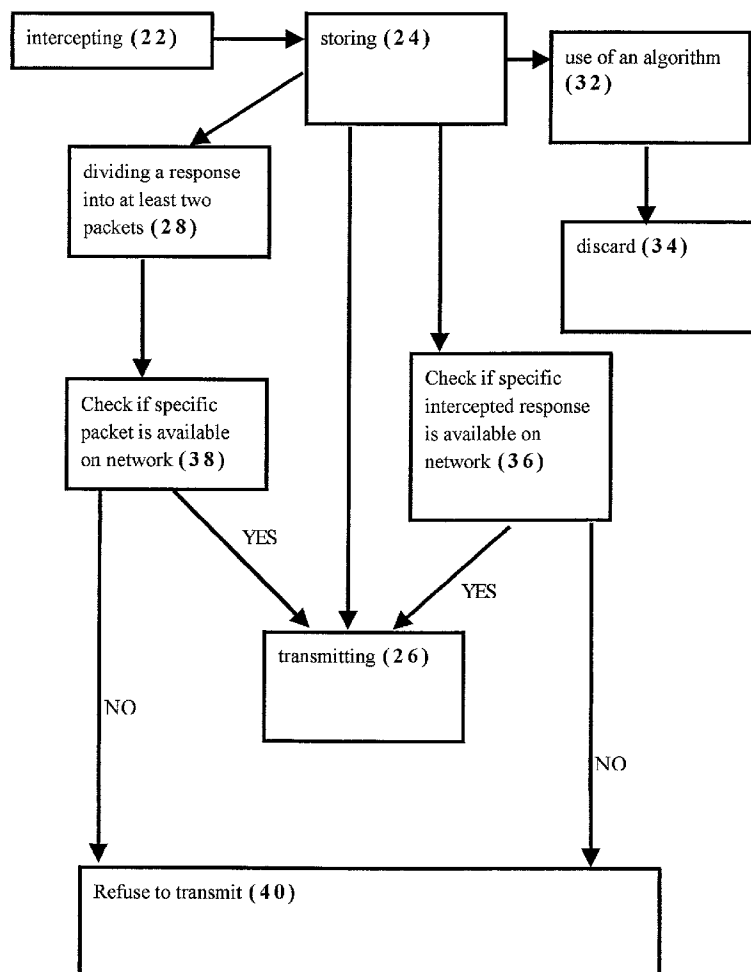 intercepting (22)
storing (24)
use of an algorithm
(32)
dividing a response
into at least two
packets (28)
discard (34)
Check if specific
packet is available
on network (38)
Check if specific
intercepted response
is available on
network (36)
YES
YES
transmitting (26)
NO
NO
Refuse to transmit (40)